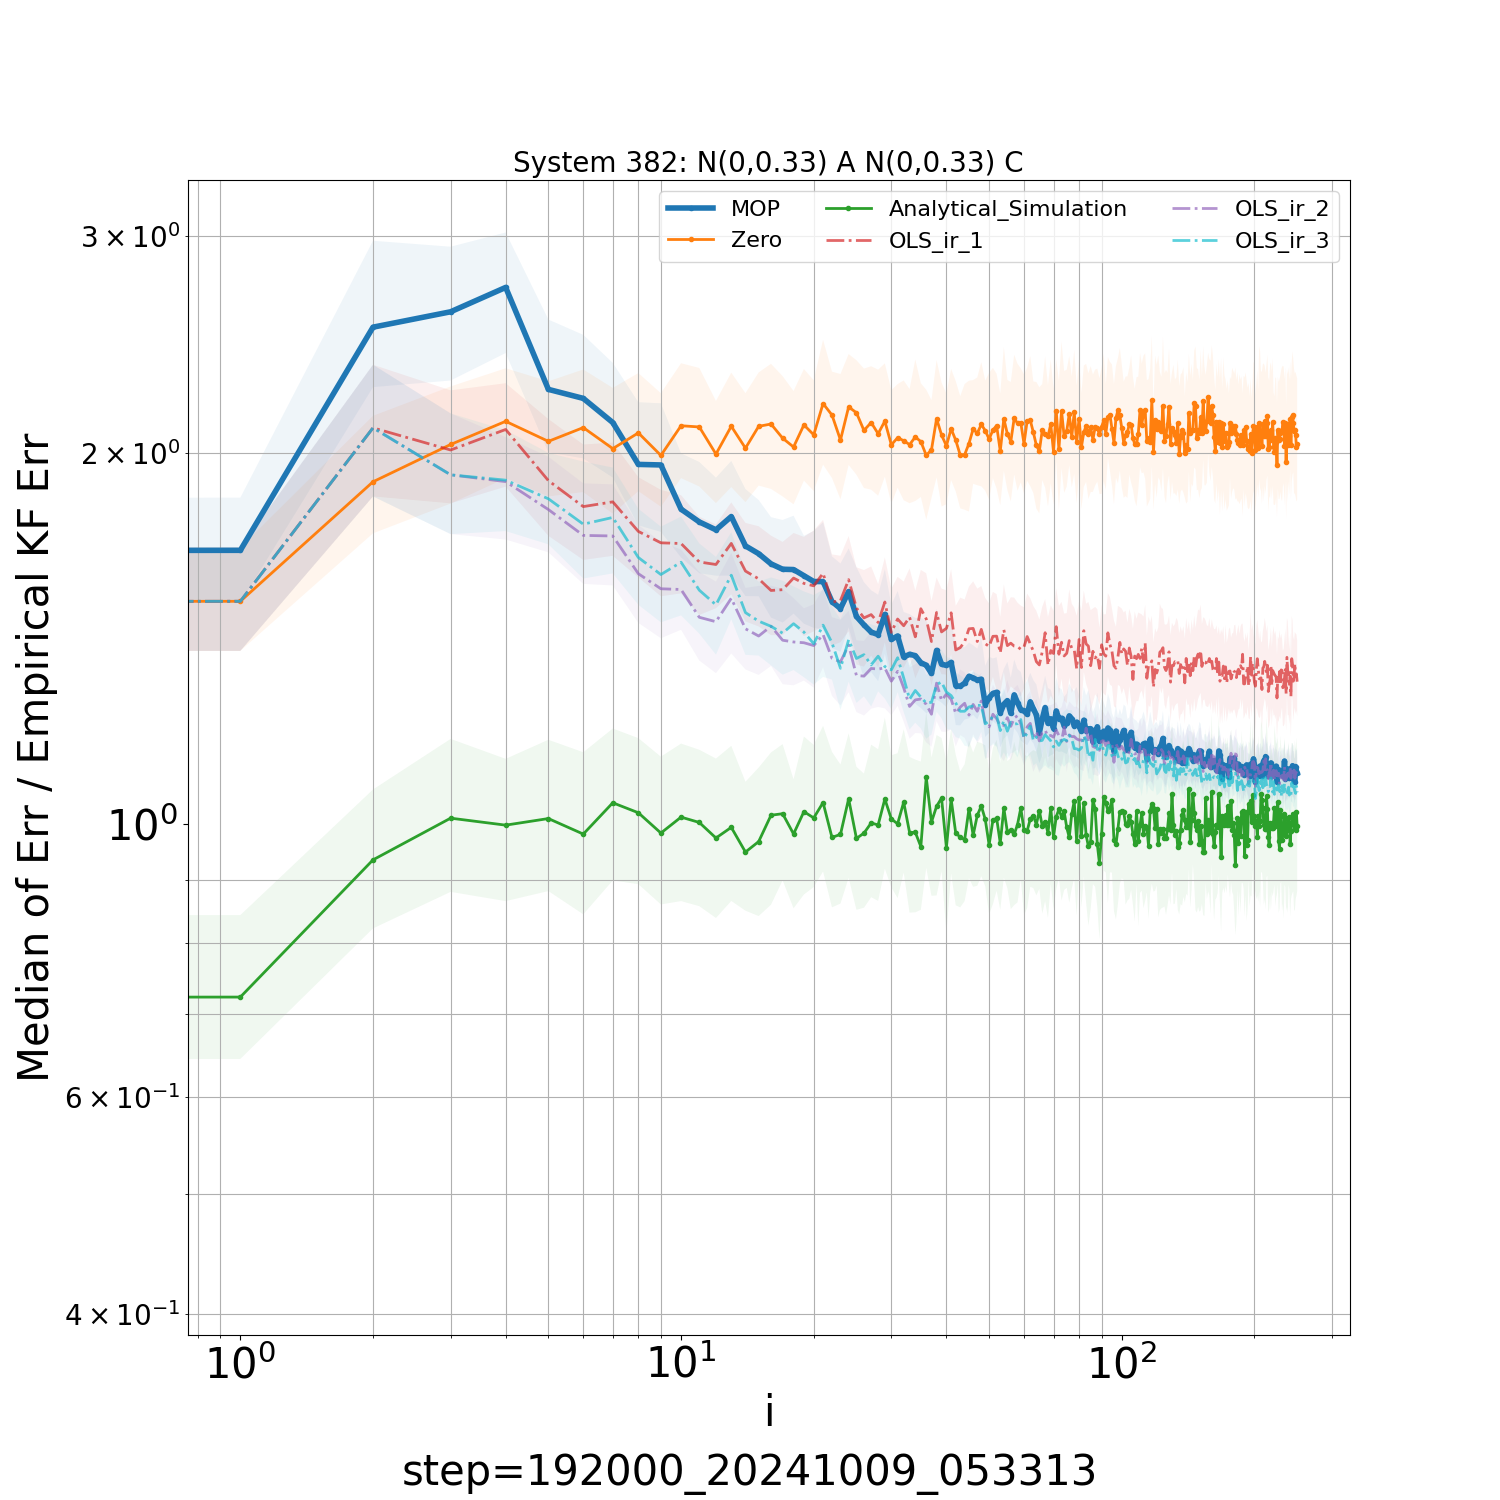 System 382: N(0,0.33) A N(0,0.33) C
MOP
Zero
Analytical_Simulation
OLS_ir_1
OLS_ir_2
OLS_ir_3
Median of Err / Empirical KF Err
3 × 10⁰
2 × 10⁰
10⁰
6 × 10⁻¹
4 × 10⁻¹
10⁰ 10¹ 10²
i
step=192000_20241009_053313